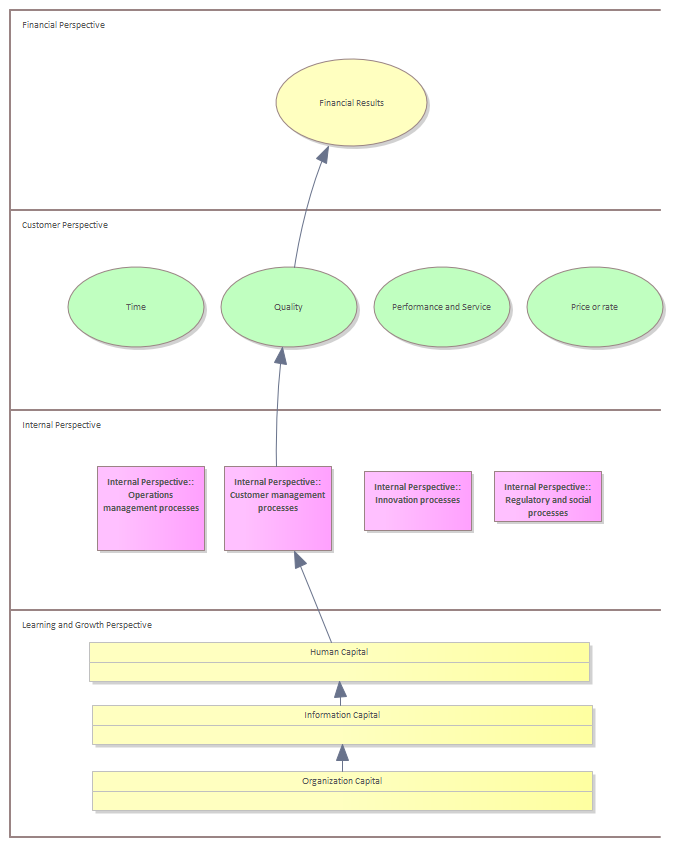 Financial Perspective
Financial Results
Customer Perspective
Time
Quality
Performance and Service
Price or rate
Internal Perspective
Internal Perspective::
Operations
management processes
Internal Perspective::
Customer management
processes
Internal Perspective::
Innovation processes
Internal Perspective::
Regulatory and social
processes
Learning and Growth Perspective
Human Capital
Information Capital
Organization Capital